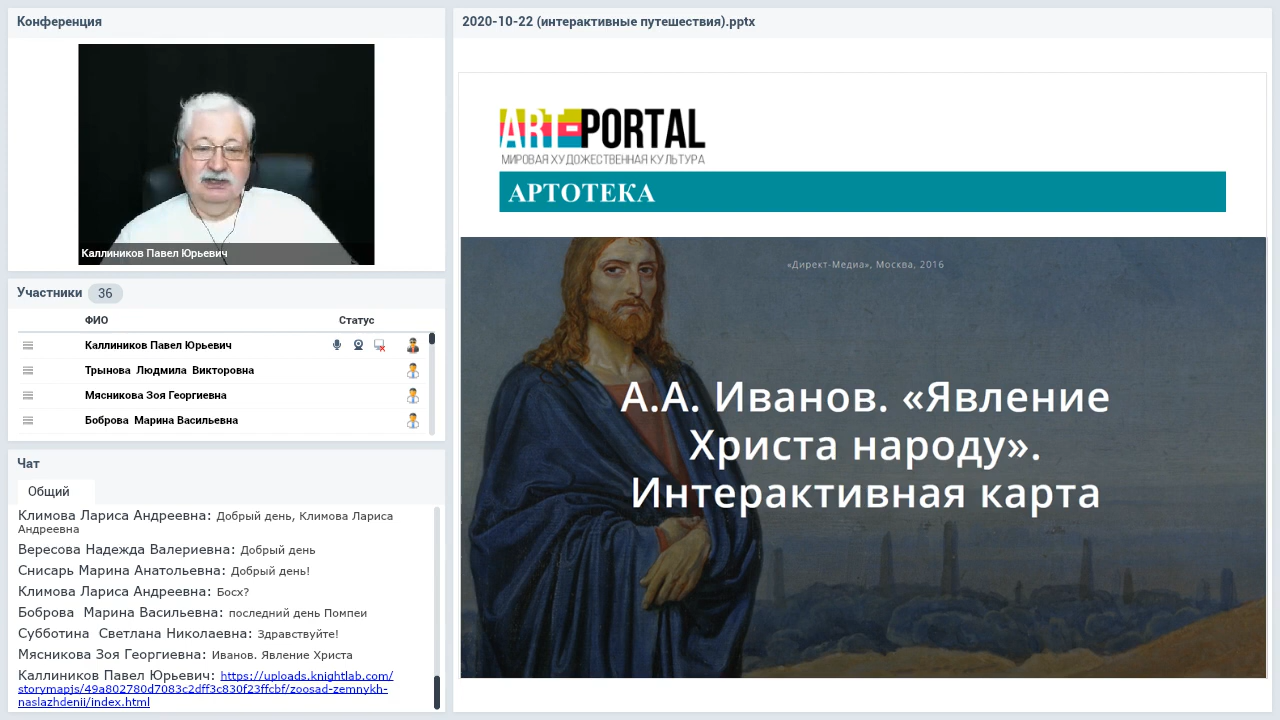 Конференция
Каллиников Павел Юрьевич
Участники 36
ФИО Статус
Каллиников Павел Юрьевич
Трынова Людмила Викторовна
Мясникова Зоя Георгиевна
Боброва Марина Васильевна
Чат
Общий
Климова Лариса Андреевна: Добрый день, Климова Лариса
Андреевна
Вересова Надежда Валериевна: Добрый день
Снисарь Марина Анатольевна: Добрый день!
Климова Лариса Андреевна: Босх?
Боброва Марина Васильевна: последний день Помпеи
Субботина Светлана Николаевна: Здравствуйте!
Мясникова Зоя Георгиевна: Иванов. Явление Христа
Каллиников Павел Юрьевич: https://uploads.knightlab.com/
storymapjs/49a802780d7083c2dff3c830f23ffcbf/zoosad-zemnykh-
naslazhdenii/index.html
2020-10-22 (интерактивные путешествия).pptx
ART-PORTAL
МИРОВАЯ ХУДОЖЕСТВЕННАЯ КУЛЬТУРА
АРТОТЕКА
«Директ-Медиа», Москва, 2016
А.А. Иванов. «Явление
Христа народу».
Интерактивная карта